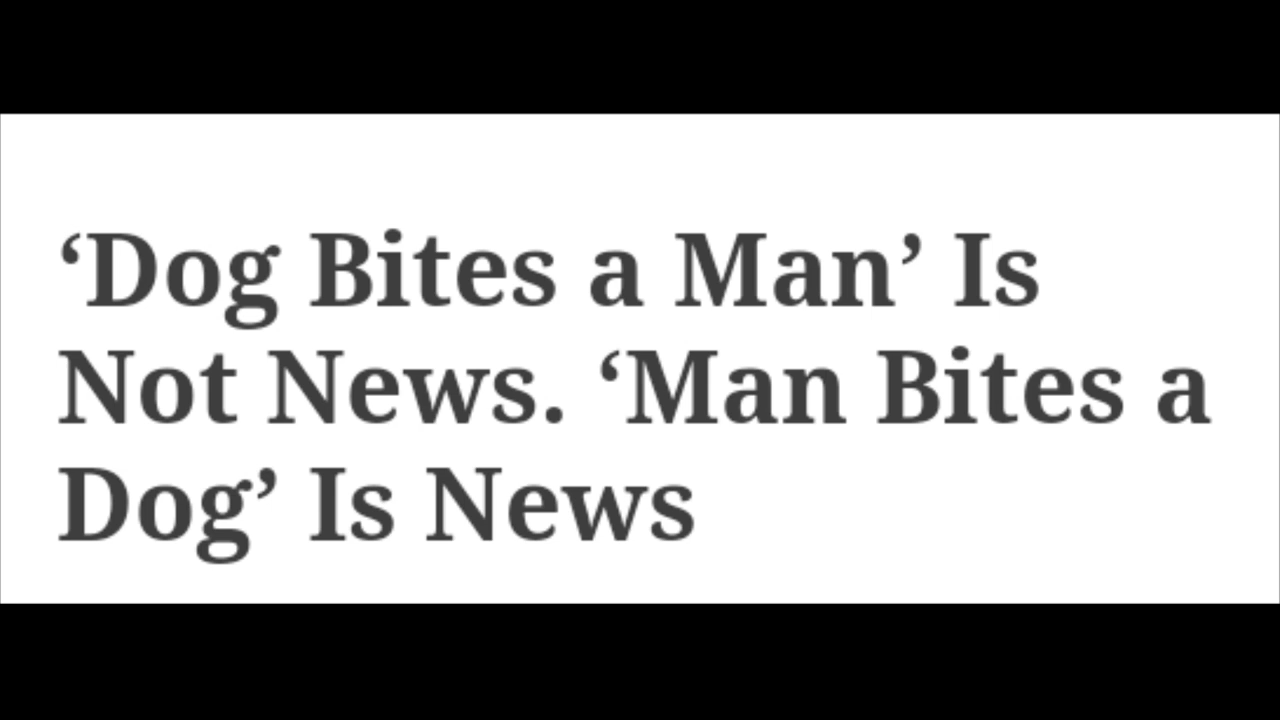 ‘Dog Bites a Man’ Is
Not News. ‘Man Bites a
Dog’ Is News